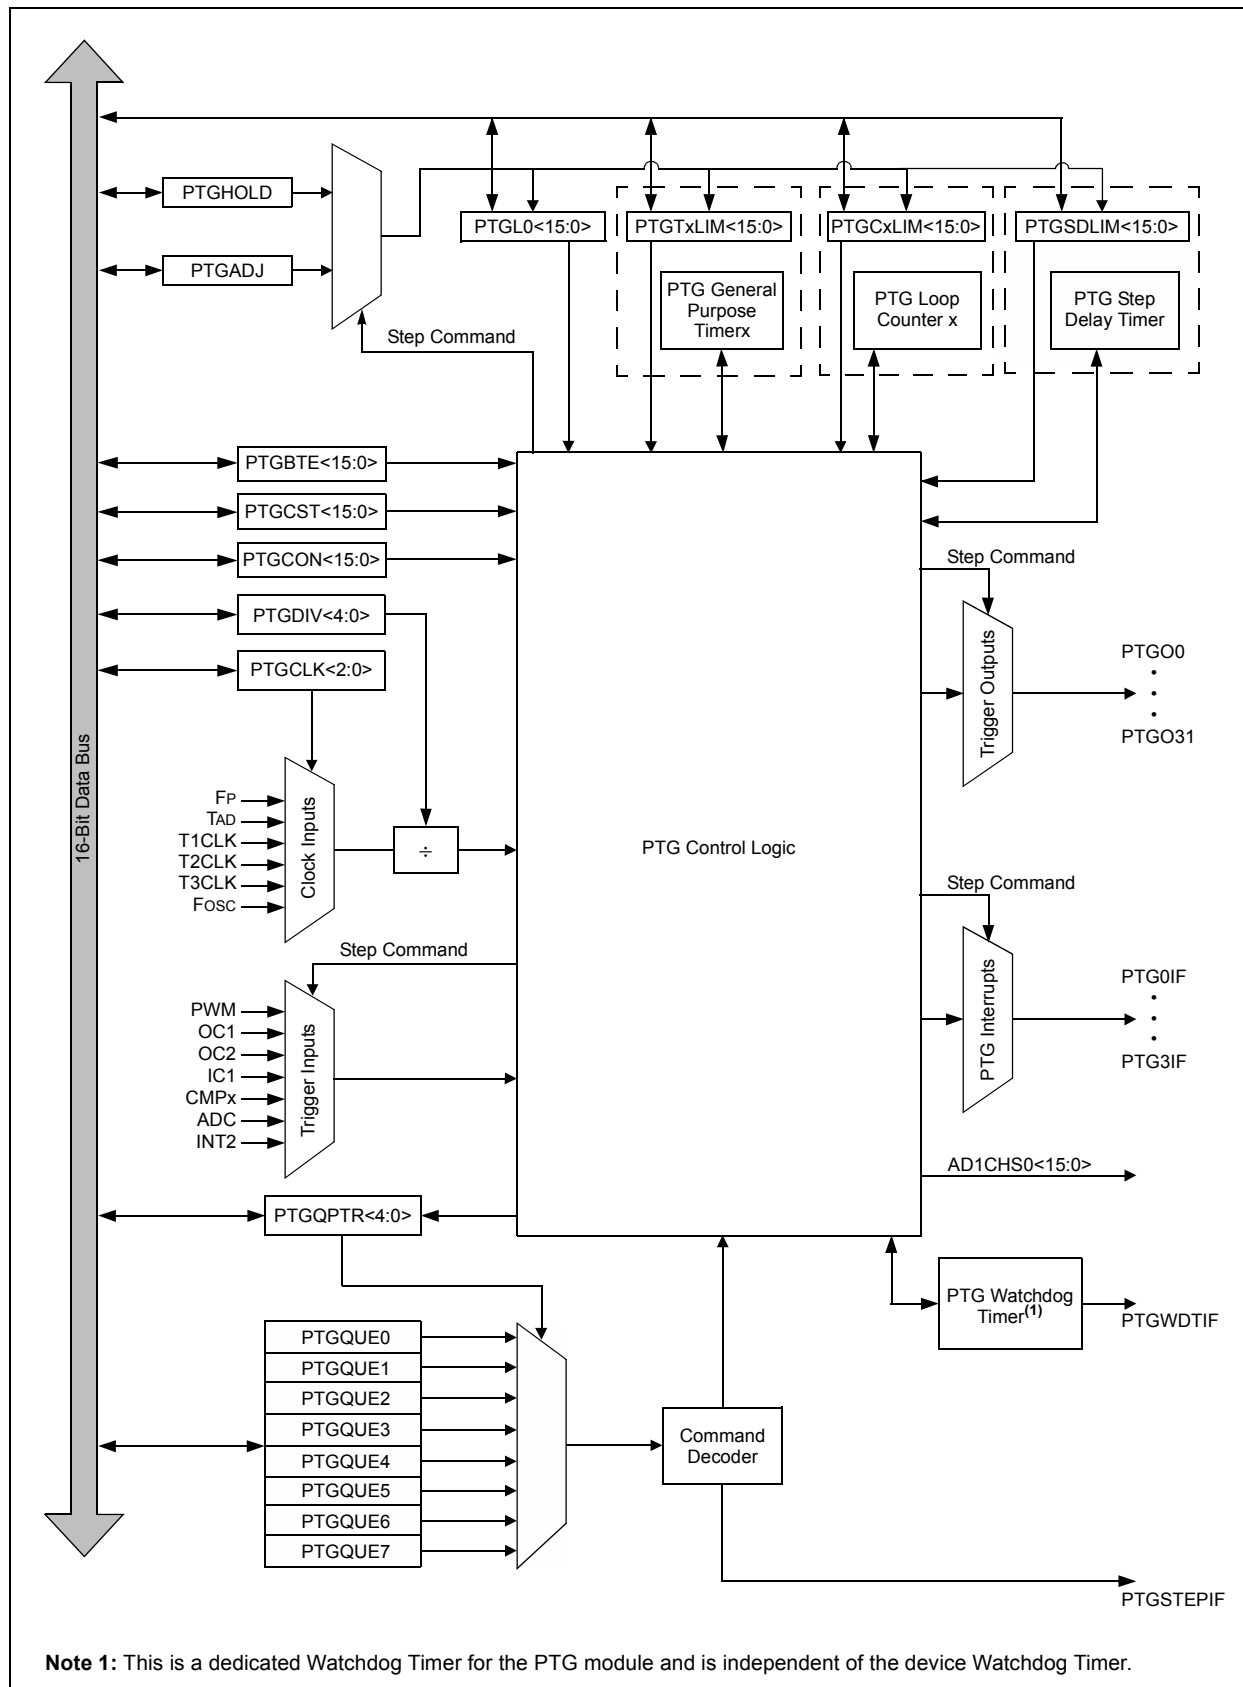 PTGHOLD
PTGADJ
PTGL0<15:0>
PTGTxLIM<15:0>
PTGCxLIM<15:0>
PTGSDLIM<15:0>
PTG General
Purpose
Timerx
PTG Loop
Counter x
PTG Step
Delay Timer
Step Command
PTGBTE<15:0>
PTGCST<15:0>
PTGCON<15:0>
PTGDIV<4:0>
PTGCLK<2:0>
16-Bit Data Bus
FP
TAD
T1CLK
T2CLK
T3CLK
FOSC
Clock Inputs
÷
PTG Control Logic
Step Command
Trigger Outputs
PTGO0
PTGO31
Step Command
PTG Interrupts
PTG0IF
PTG3IF
Step Command
PWM
OC1
OC2
IC1
CMPx
ADC
INT2
Trigger Inputs
AD1CHS0<15:0>
PTGQPTR<4:0>
PTG Watchdog
Timer(1)
PTGWDTIF
PTGQUE0
PTGQUE1
PTGQUE2
PTGQUE3
PTGQUE4
PTGQUE5
PTGQUE6
PTGQUE7
Command
Decoder
PTGSTEPIF
Note 1: This is a dedicated Watchdog Timer for the PTG module and is independent of the device Watchdog Timer.